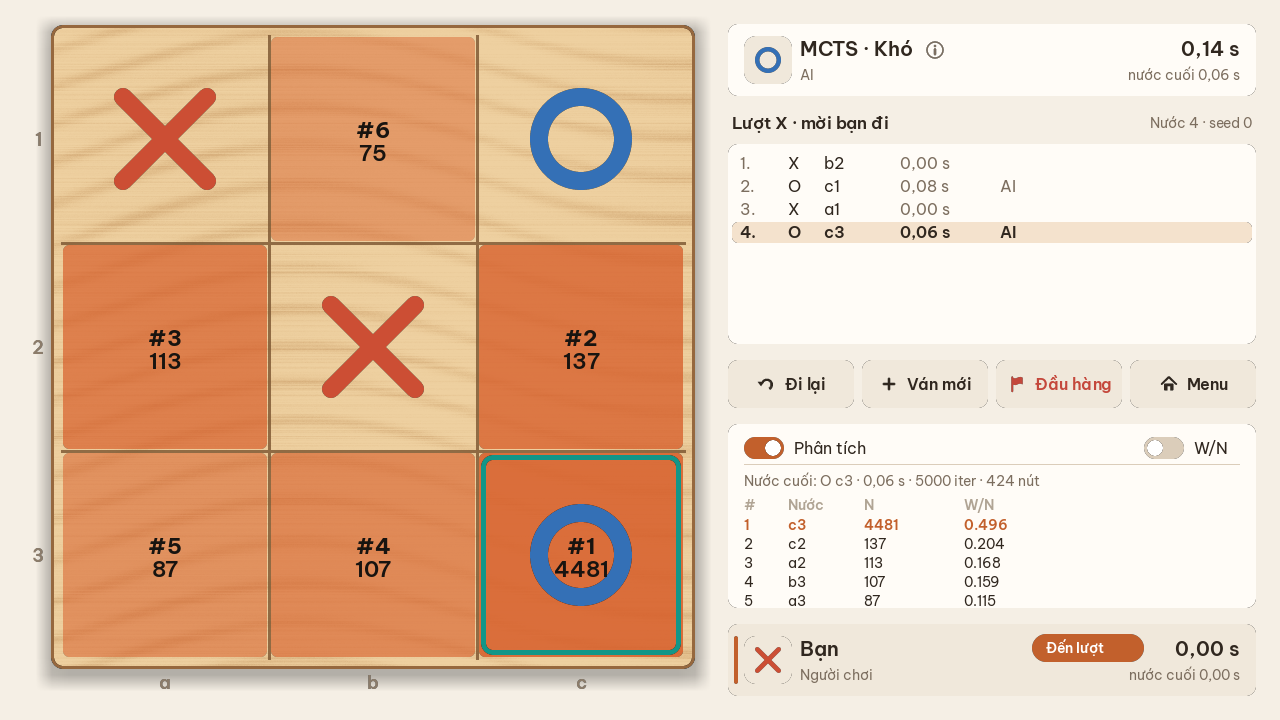 1
#6
75
#3
113
#2
137
2
#5
87
#4
107
#1
4481
3
a
b
c
MCTS · Khó
AI
0,14 s
nước cuối 0,06 s
Lượt X · mời bạn đi
Nước 4 · seed 0
1. X b2 0,00 s
2. O c1 0,08 s AI
3. X a1 0,00 s
4. O c3 0,06 s AI
Đi lại
Ván mới
Đầu hàng
Menu
Phân tích
W/N
Nước cuối: O c3 · 0,06 s · 5000 iter · 424 nút
# Nước N W/N
1 c3 4481 0.496
2 c2 137 0.204
3 a2 113 0.168
4 b3 107 0.159
5 a3 87 0.115
Bạn
Người chơi
Đến lượt
0,00 s
nước cuối 0,00 s